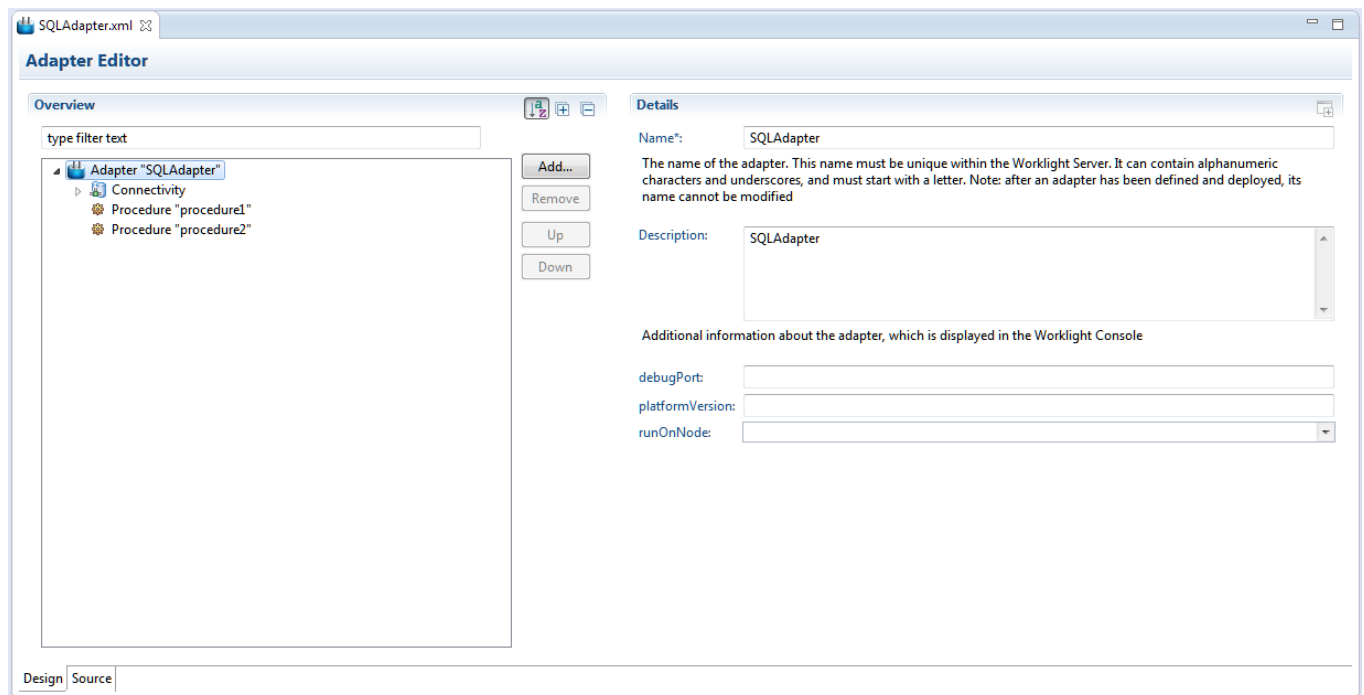 SQLAdapter.xml
Adapter Editor
Overview
type filter text
Adapter "SQLAdapter"
Connectivity
Procedure "procedure1"
Procedure "procedure2"
Add...
Remove
Up
Down
Details
Name*: SQLAdapter
The name of the adapter. This name must be unique within the Worklight Server. It can contain alphanumeric
characters and underscores, and must start with a letter. Note: after an adapter has been defined and deployed, its
name cannot be modified
Description: SQLAdapter
Additional information about the adapter, which is displayed in the Worklight Console
debugPort:
platformVersion:
runOnNode:
Design Source